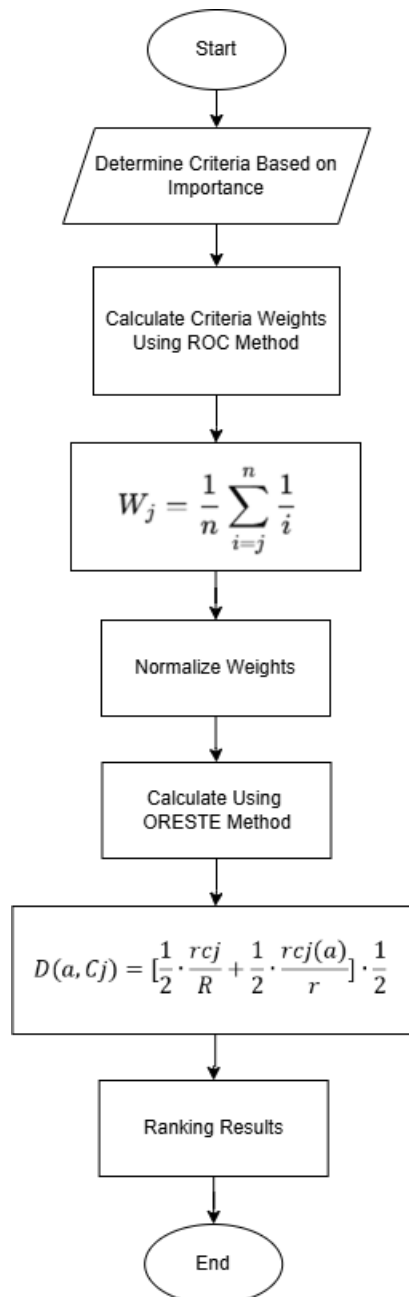 Start
Determine Criteria Based on
Importance
Calculate Criteria Weights
Using ROC Method
W_j = \frac{1}{n} \sum_{i=j}^{n} \frac{1}{i}
Normalize Weights
Calculate Using
ORESTE Method
D(a, Cj) = [\frac{1}{2} \cdot \frac{rcj}{R} + \frac{1}{2} \cdot \frac{rcj(a)}{r}] \cdot \frac{1}{2}
Ranking Results
End